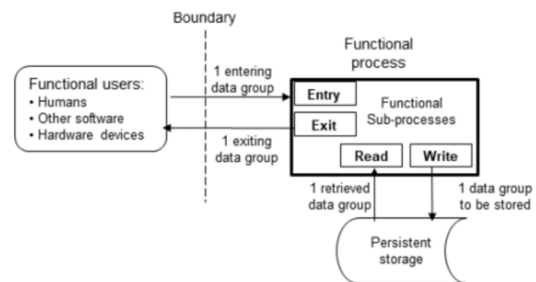 Boundary
Functional
process
Functional users:
• Humans
• Other software
• Hardware devices
1 entering
data group
1 exiting
data group
Entry
Exit
Functional
Sub-processes
Read
Write
1 retrieved
data group
1 data group
to be stored
Persistent
storage